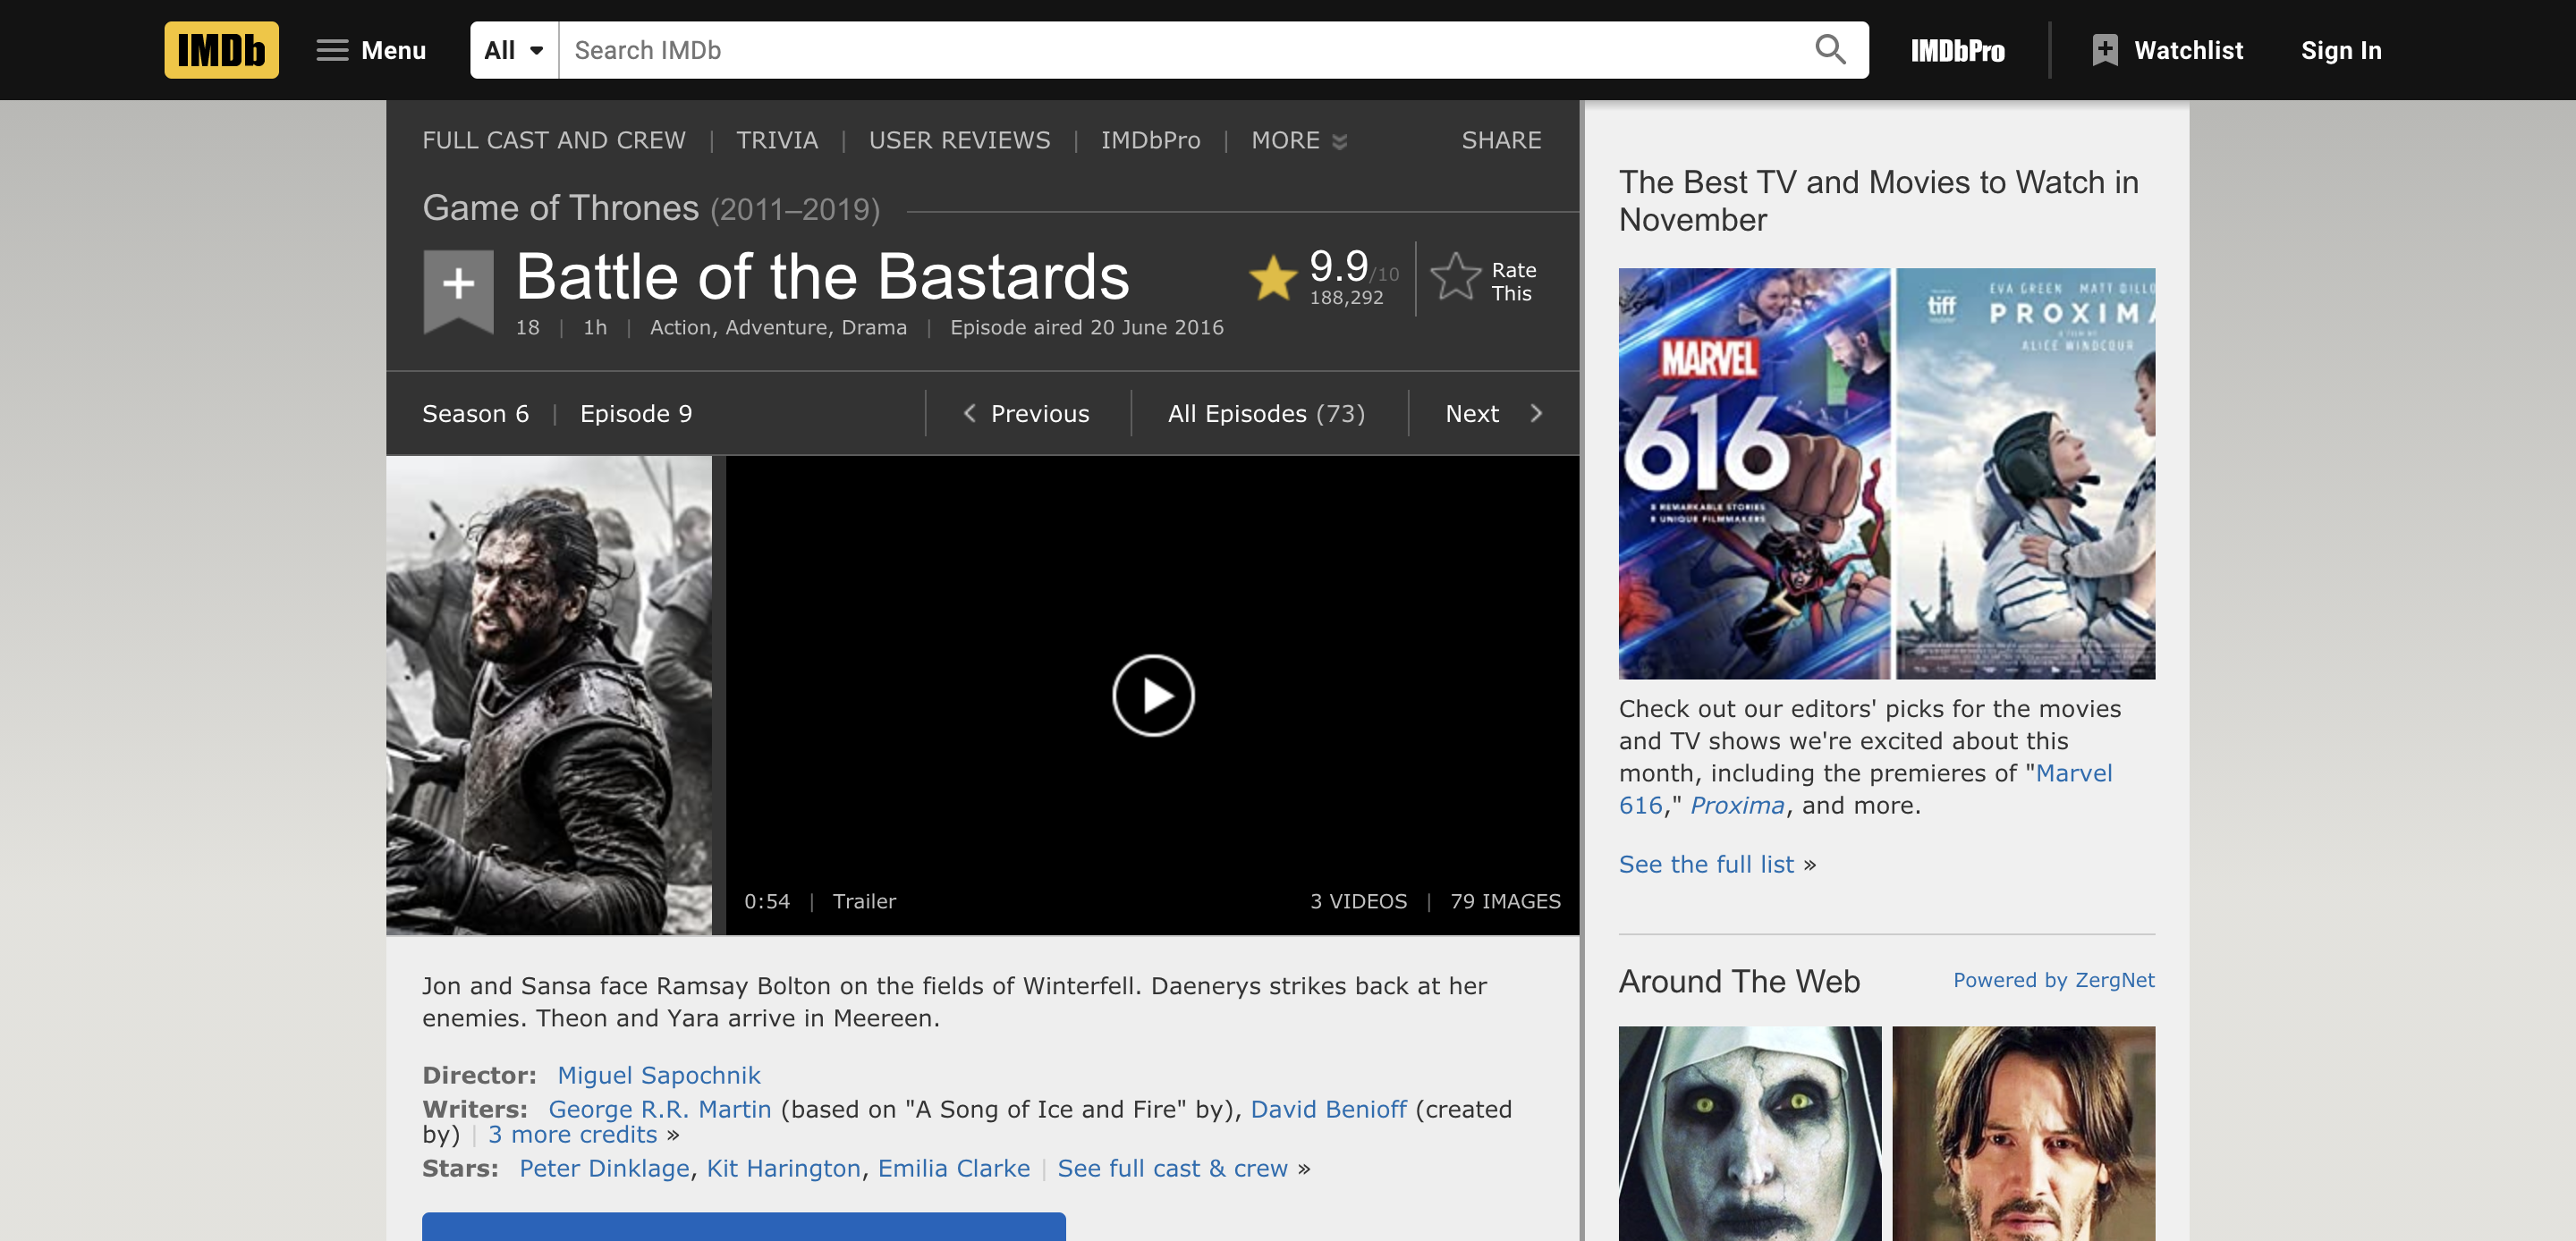 IMDb
Menu
All
Search IMDb
IMDbPro
Watchlist
Sign In
FULL CAST AND CREW | TRIVIA | USER REVIEWS | IMDbPro | MORE
SHARE
Game of Thrones (2011–2019)
+ Battle of the Bastards
9.9/10
188,292
Rate
This
18 | 1h | Action, Adventure, Drama | Episode aired 20 June 2016
Season 6 | Episode 9
Previous
All Episodes (73)
Next
0:54 | Trailer
3 VIDEOS | 79 IMAGES
Jon and Sansa face Ramsay Bolton on the fields of Winterfell. Daenerys strikes back at her
enemies. Theon and Yara arrive in Meereen.
Director: Miguel Sapochnik
Writers: George R.R. Martin (based on "A Song of Ice and Fire" by), David Benioff (created
by) | 3 more credits »
Stars: Peter Dinklage, Kit Harington, Emilia Clarke | See full cast & crew »
The Best TV and Movies to Watch in
November
MARVEL
616
8 REMARKABLE STORIES
8 UNIQUE FILMMAKERS
tiff
EVA GREEN MATT DILLO
PROXIMA
A FILM BY
ALICE WINOCOUR
Check out our editors' picks for the movies
and TV shows we're excited about this
month, including the premieres of "Marvel
616," Proxima, and more.
See the full list »
Around The Web
Powered by ZergNet